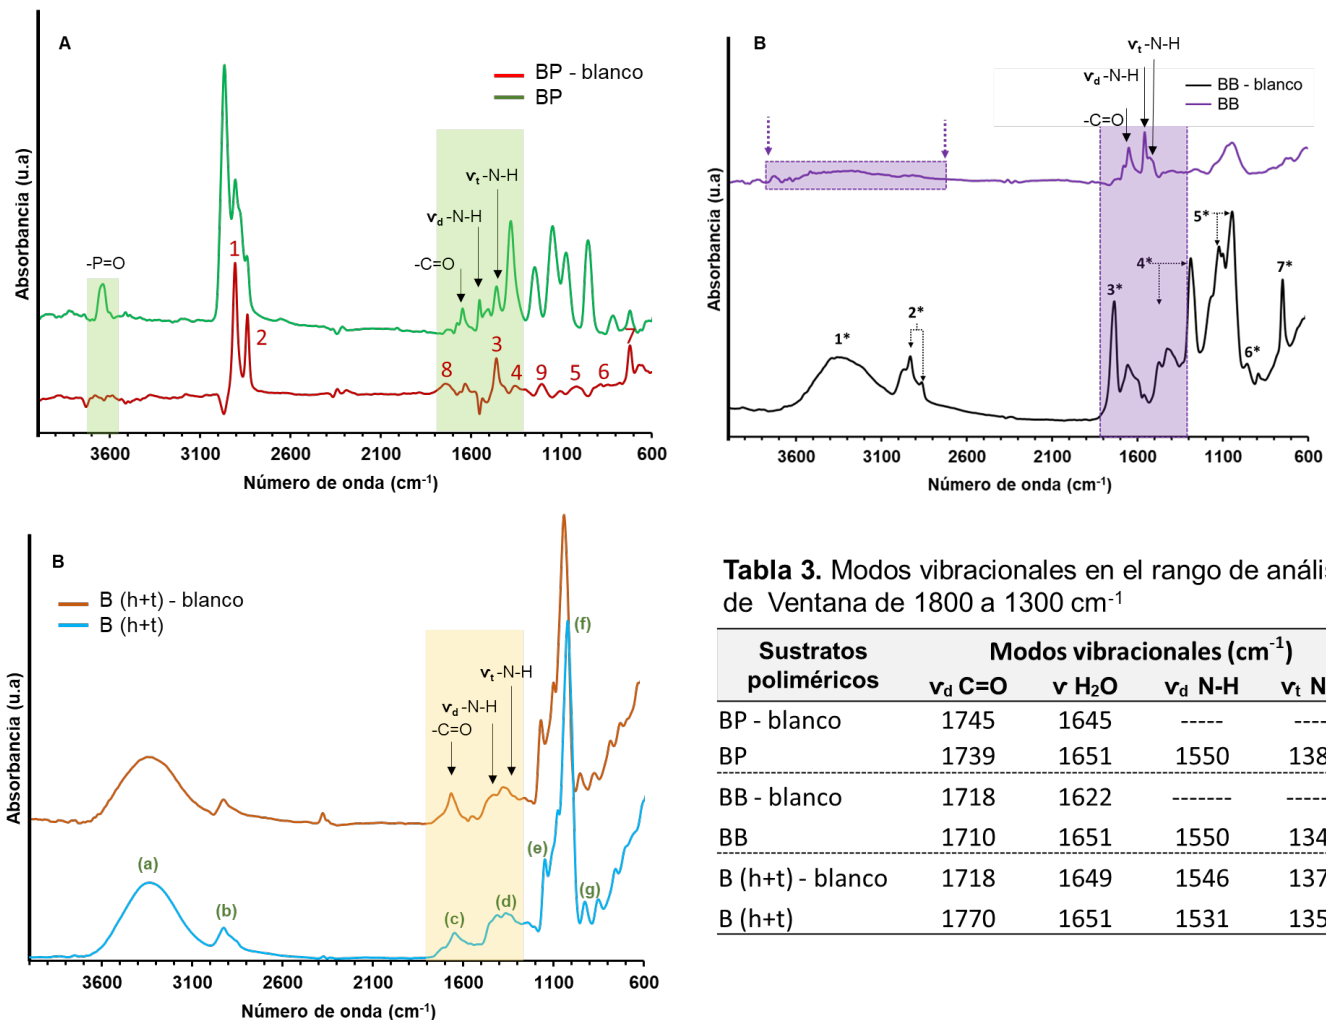 A
BP - blanco
BP
-P=O
1
2
-C=O
vd -N-H
vt -N-H
8
3
4
9
5
6
7
Absorbancia (u.a)
3600 3100 2600 2100 1600 1100 600
Número de onda (cm-1)
B
vt-N-H
vd-N-H
-C=O
BB - blanco
BB
1*
2*
3*
4*
5*
6*
7*
Absorbancia (u.a)
3600 3100 2600 2100 1600 1100 600
Número de onda (cm-1)
B
B (h+t) - blanco
B (h+t)
vt -N-H
vd -N-H
-C=O
(a)
(b)
(c)
(d)
(e)
(f)
(g)
Absorbancia (u.a)
3600 3100 2600 2100 1600 1100 600
Número de onda (cm-1)
Tabla 3. Modos vibracionales en el rango de anális
de Ventana de 1800 a 1300 cm-1
Sustratos poliméricos Modos vibracionales (cm-1)
vd C=O v H2O vd N-H vt N
BP - blanco 1745 1645 ----- ----
BP 1739 1651 1550 138
BB - blanco 1718 1622 ------- -----
BB 1710 1651 1550 134
B (h+t) - blanco 1718 1649 1546 137
B (h+t) 1770 1651 1531 135